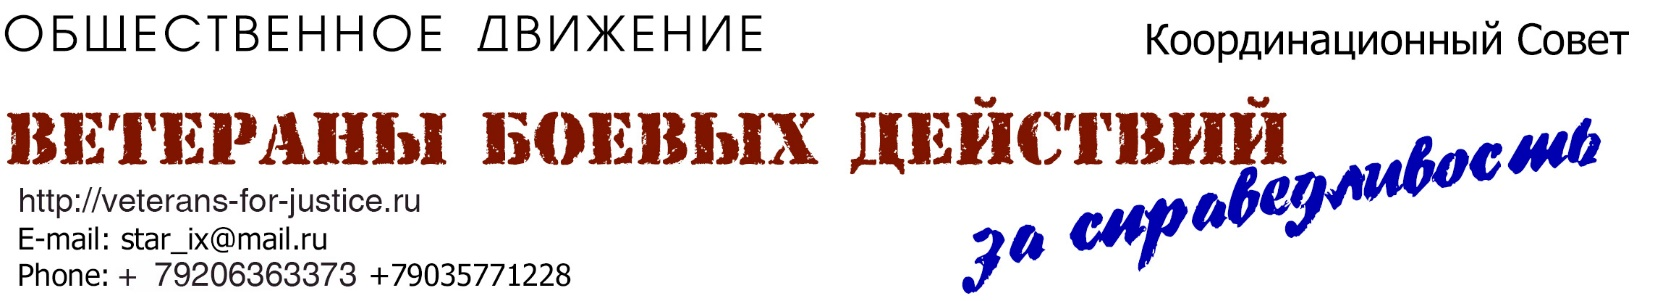 ОБЩЕСТВЕННОЕ ДВИЖЕНИЕ
Координационный Совет
ВЕТЕРАНЫ БОЕВЫХ ДЕЙСТВИЙ
за справедливость
http://veterans-for-justice.ru
E-mail: star_ix@mail.ru
Phone: + 79206363373 +79035771228